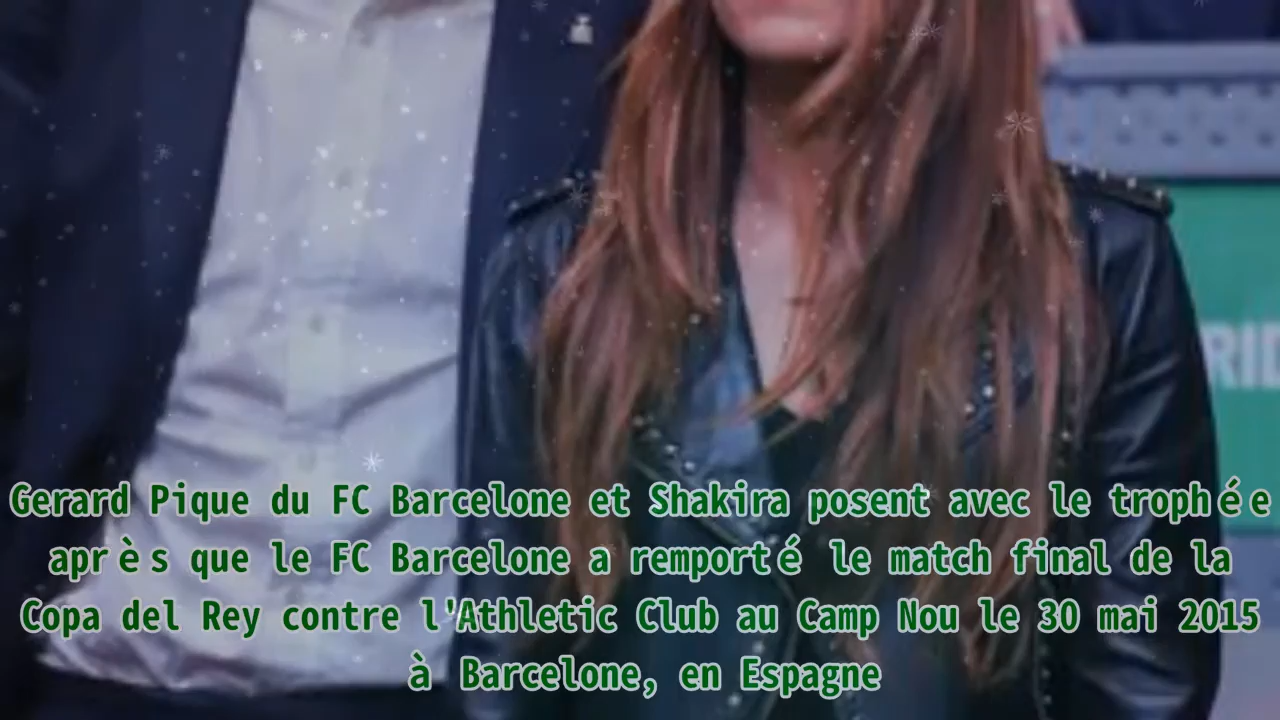 RID
Gerard Pique du FC Barcelone et Shakira posent avec le trophée
après que le FC Barcelone a remporté le match final de la
Copa del Rey contre l'Athletic Club au Camp Nou le 30 mai 2015
à Barcelone, en Espagne